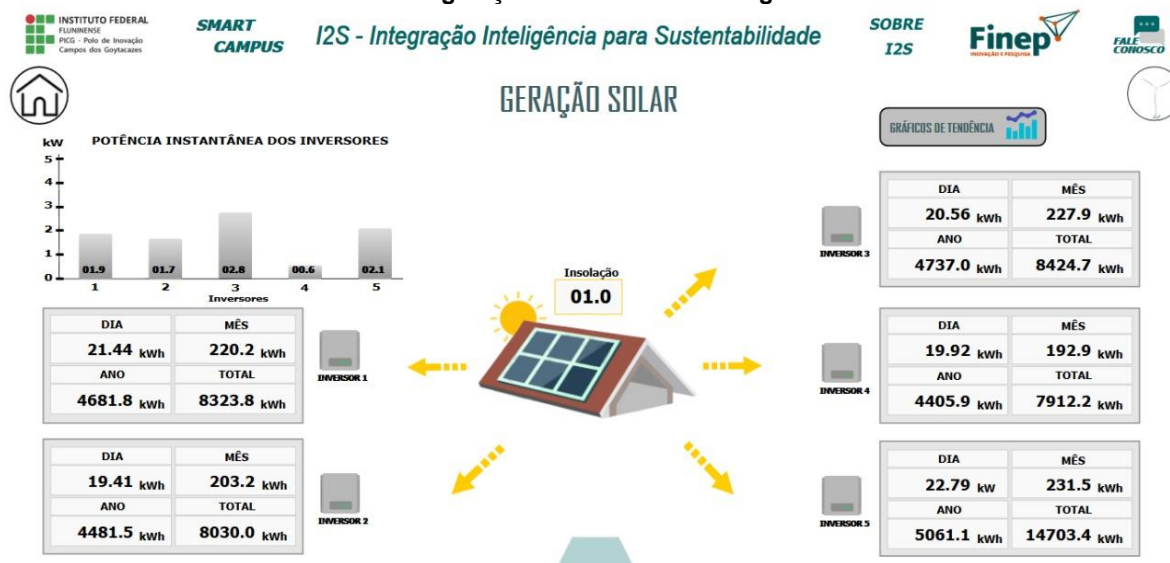 INSTITUTO FEDERAL
FLUNINENSE
PICG - Polo de Inovação
Campos dos Goytacazes
SMART
CAMPUS
I2S - Integração Inteligência para Sustentabilidade
SOBRE
I2S
Finep
INOVAÇÃO E PESQUISA
FALE
CONOSCO
GERAÇÃO SOLAR
GRÁFICOS DE TENDÊNCIA
kW POTÊNCIA INSTANTÂNEA DOS INVERSORES
5
4
3
2
1
0
01.9 01.7 02.8 00.6 02.1
1 2 3 4 5
Inversores
Insolação
01.0
DIA MÊS
21.44 kWh 220.2 kWh
ANO TOTAL
4681.8 kWh 8323.8 kWh
INVERSOR 1
DIA MÊS
19.41 kWh 203.2 kWh
ANO TOTAL
4481.5 kWh 8030.0 kWh
INVERSOR 2
DIA MÊS
20.56 kWh 227.9 kWh
ANO TOTAL
4737.0 kWh 8424.7 kWh
INVERSOR 3
DIA MÊS
19.92 kWh 192.9 kWh
ANO TOTAL
4405.9 kWh 7912.2 kWh
INVERSOR 4
DIA MÊS
22.79 kW 231.5 kWh
ANO TOTAL
5061.1 kWh 14703.4 kWh
INVERSOR 5